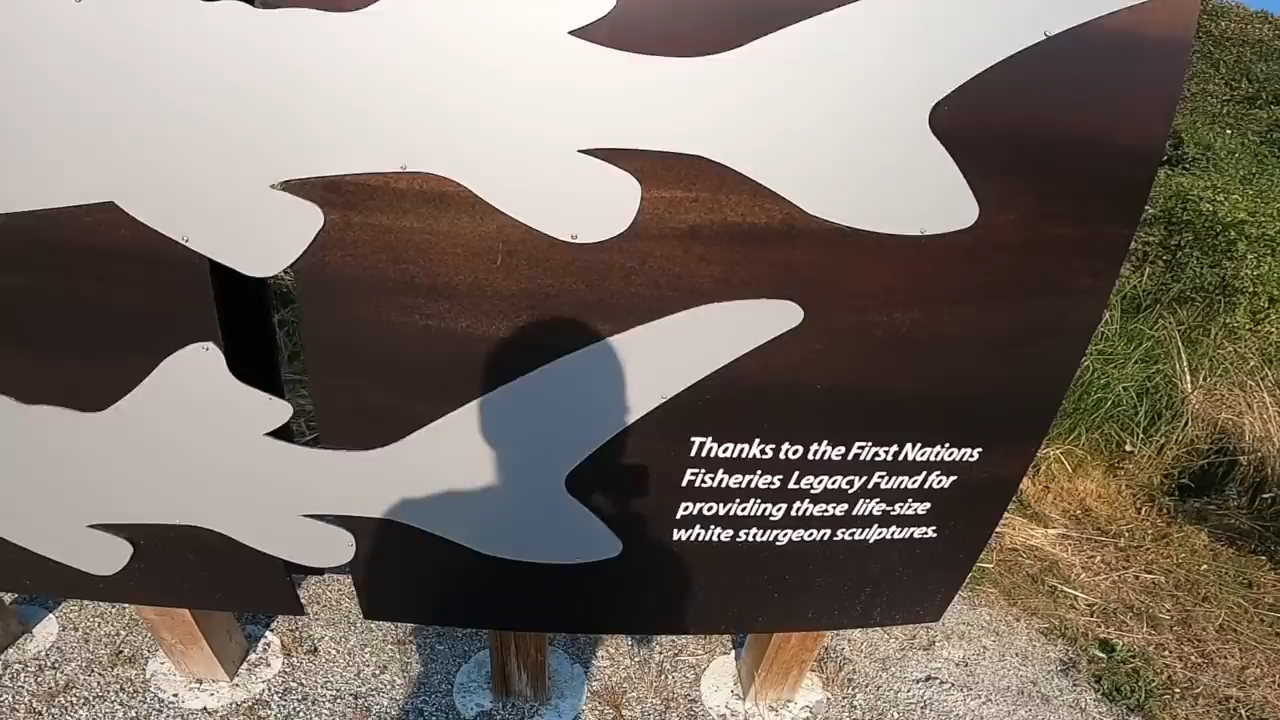 Thanks to the First Nations
Fisheries Legacy Fund for
providing these life-size
white sturgeon sculptures.